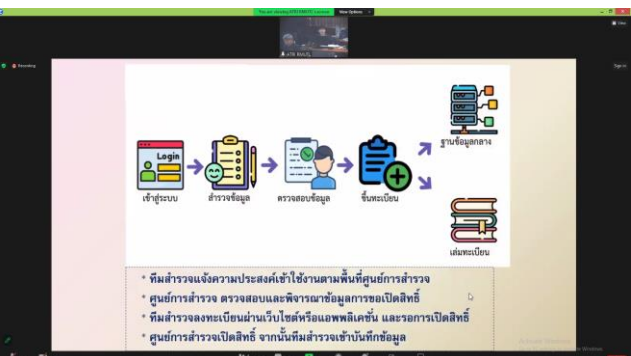 View Options
View
Recording
Sign in
Login
ฐานข้อมูลกลาง
เข้าสู่ระบบ
สำรวจข้อมูล
ตรวจสอบข้อมูล
ขึ้นทะเบียน
เล่มทะเบียน
* ทีมสำรวจแจ้งความประสงค์เข้าใช้งานตามพื้นที่ศูนย์การสำรวจ
* ศูนย์การสำรวจ ตรวจสอบและพิจารณาข้อมูลการขอเปิดสิทธิ์
* ทีมสำรวจลงทะเบียนผ่านเว็บไซต์หรือแอพพลิเคชั่น และรอการเปิดสิทธิ์
* ศูนย์การสำรวจเปิดสิทธิ์ จากนั้นทีมสำรวจเข้าบันทึกข้อมูล
Activate Windows